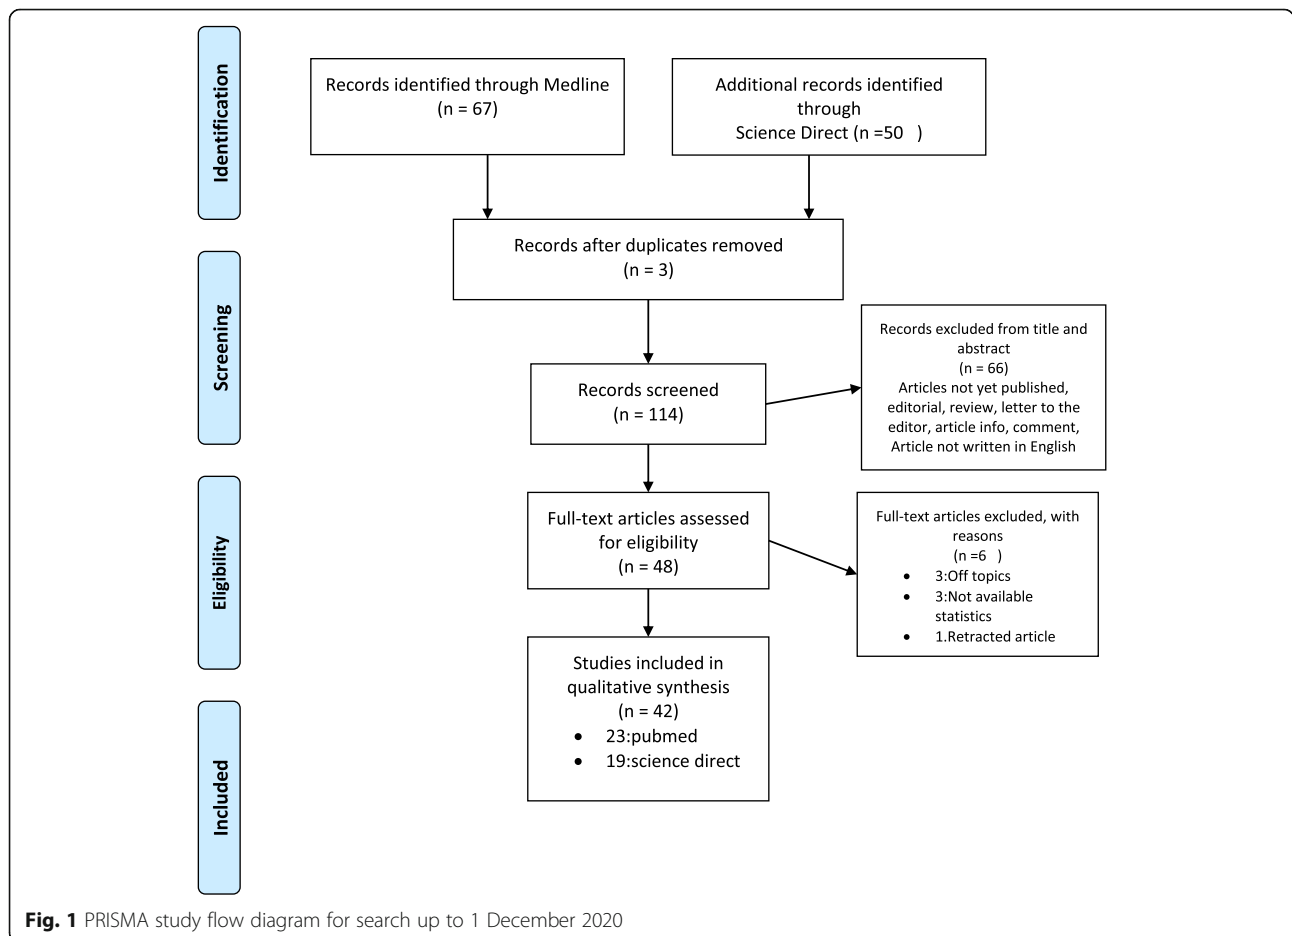 Identification
Records identified through Medline
(n = 67)
Additional records identified
through
Science Direct (n =50   )
Records after duplicates removed
(n = 3)
Screening
Records screened
(n = 114)
Records excluded from title and
abstract
(n = 66)
Articles not yet published,
editorial, review, letter to the
editor, article info, comment,
Article not written in English
Eligibility
Full-text articles assessed
for eligibility
(n = 48)
Full-text articles excluded, with
reasons
(n =6   )
• 3:Off topics
• 3:Not available
statistics
• 1.Retracted article
Included
Studies included in
qualitative synthesis
(n = 42)
• 23:pubmed
• 19:science direct
Fig. 1 PRISMA study flow diagram for search up to 1 December 2020